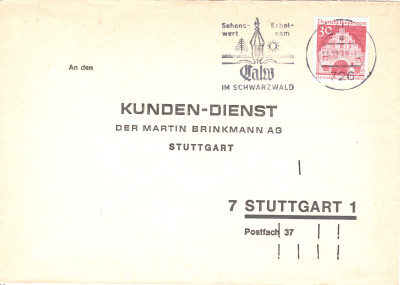 Sehens- Erhol-
wert sam
Calw
IM SCHWARZWALD
30
An den
KUNDEN-DIENST
DER MARTIN BRINKMANN AG
STUTTGART
7 STUTTGART 1
Postfach 37